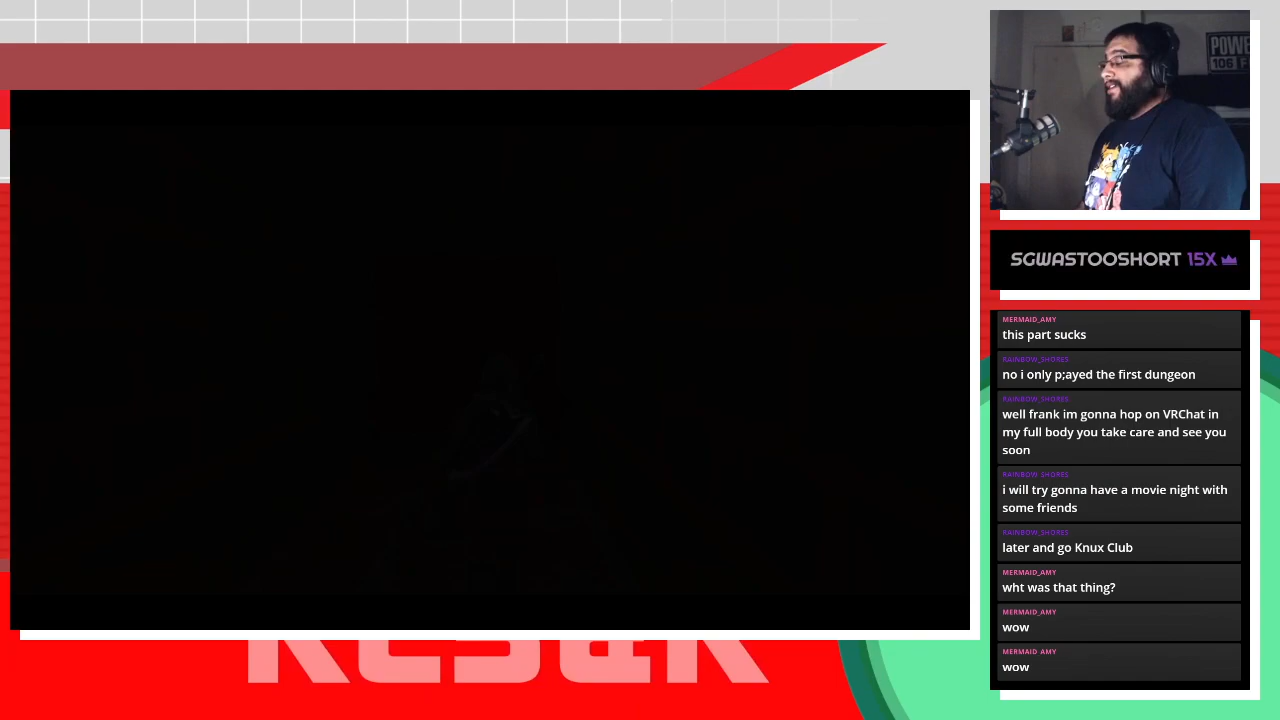 POWER
106 F
SGWASTOOSHORT 15X
MERMAID_AMY
this part sucks
RAINBOW_SHORES
no i only p;ayed the first dungeon
RAINBOW_SHORES
well frank im gonna hop on VRChat in
my full body you take care and see you
soon
RAINBOW_SHORES
i will try gonna have a movie night with
some friends
RAINBOW_SHORES
later and go Knux Club
MERMAID_AMY
wht was that thing?
MERMAID_AMY
wow
MERMAID_AMY
wow